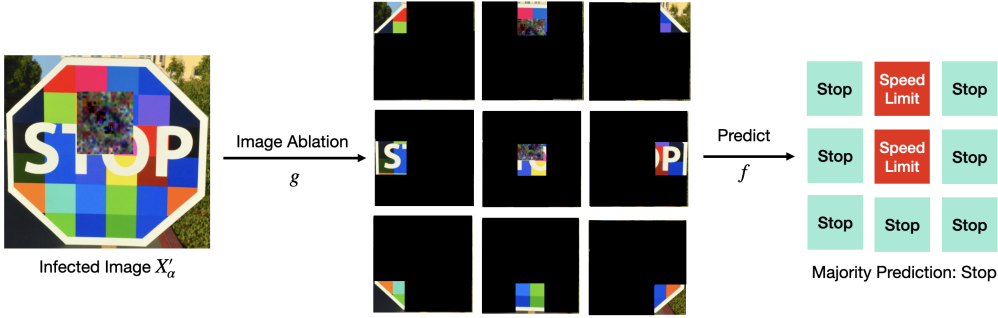 STOP
Infected Image X′α
Image Ablation
g
S
OP
Predict
f
Stop
Speed
Limit
Stop
Stop
Speed
Limit
Stop
Stop
Stop
Stop
Majority Prediction: Stop